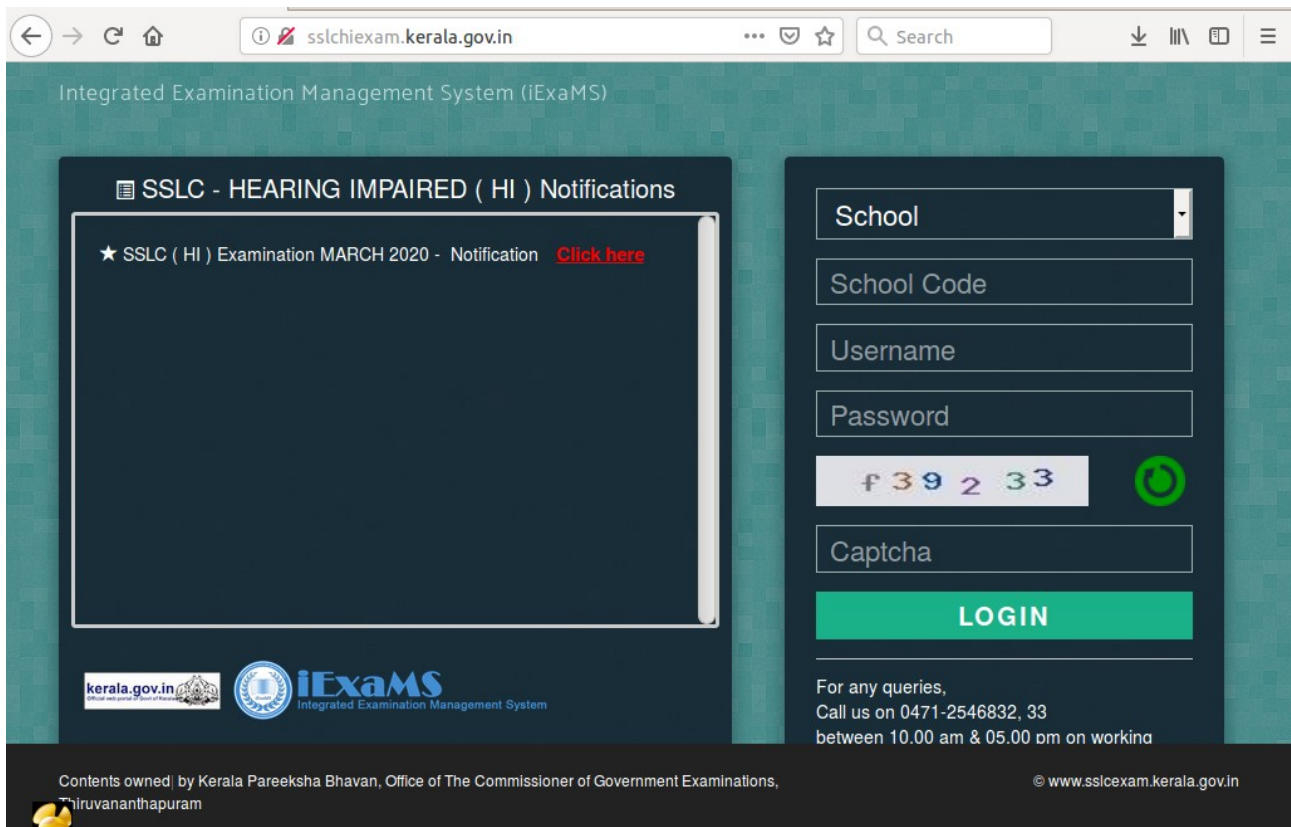 sslchiexam.kerala.gov.in
Search
Integrated Examination Management System (iExaMS)
SSLC - HEARING IMPAIRED ( HI ) Notifications
★ SSLC ( HI ) Examination MARCH 2020 - Notification Click here
kerala.gov.in
iExaMS
Integrated Examination Management System
School
School Code
Username
Password
f 3 9 2 3 3
Captcha
LOGIN
For any queries,
Call us on 0471-2546832, 33
between 10.00 am & 05.00 pm on working
Contents owned| by Kerala Pareeksha Bhavan, Office of The Commissioner of Government Examinations,
Thiruvananthapuram
© www.sslcexam.kerala.gov.in